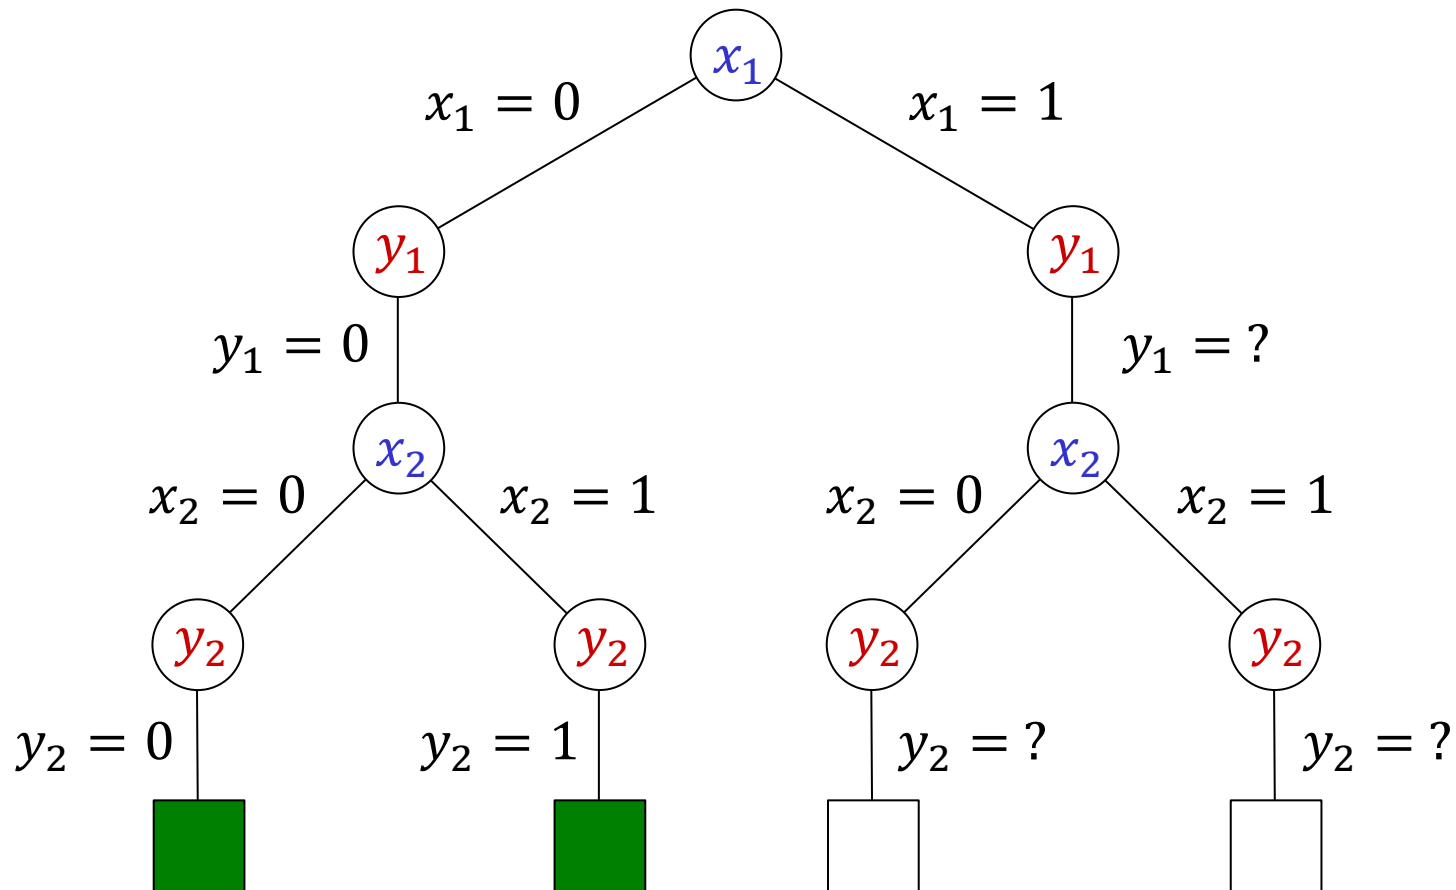 x₁
x₁ = 0 x₁ = 1
y₁ y₁
y₁ = 0 y₁ = ?
x₂ x₂
x₂ = 0 x₂ = 1 x₂ = 0 x₂ = 1
y₂ y₂ y₂ y₂
y₂ = 0 y₂ = 1 y₂ = ? y₂ = ?